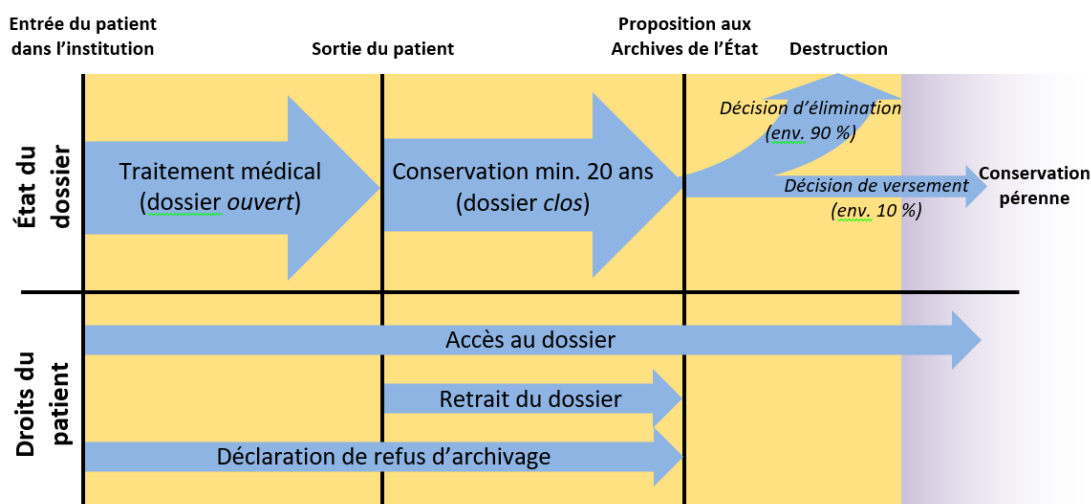 Entrée du patient
dans l'institution
Sortie du patient
Proposition aux
Archives de l'État
Destruction
État du
dossier
Traitement médical
(dossier ouvert)
Conservation min. 20 ans
(dossier clos)
Décision d'élimination
(env. 90 %)
Décision de versement
(env. 10 %)
Conservation
pérenne
Droits du
patient
Accès au dossier
Retrait du dossier
Déclaration de refus d'archivage